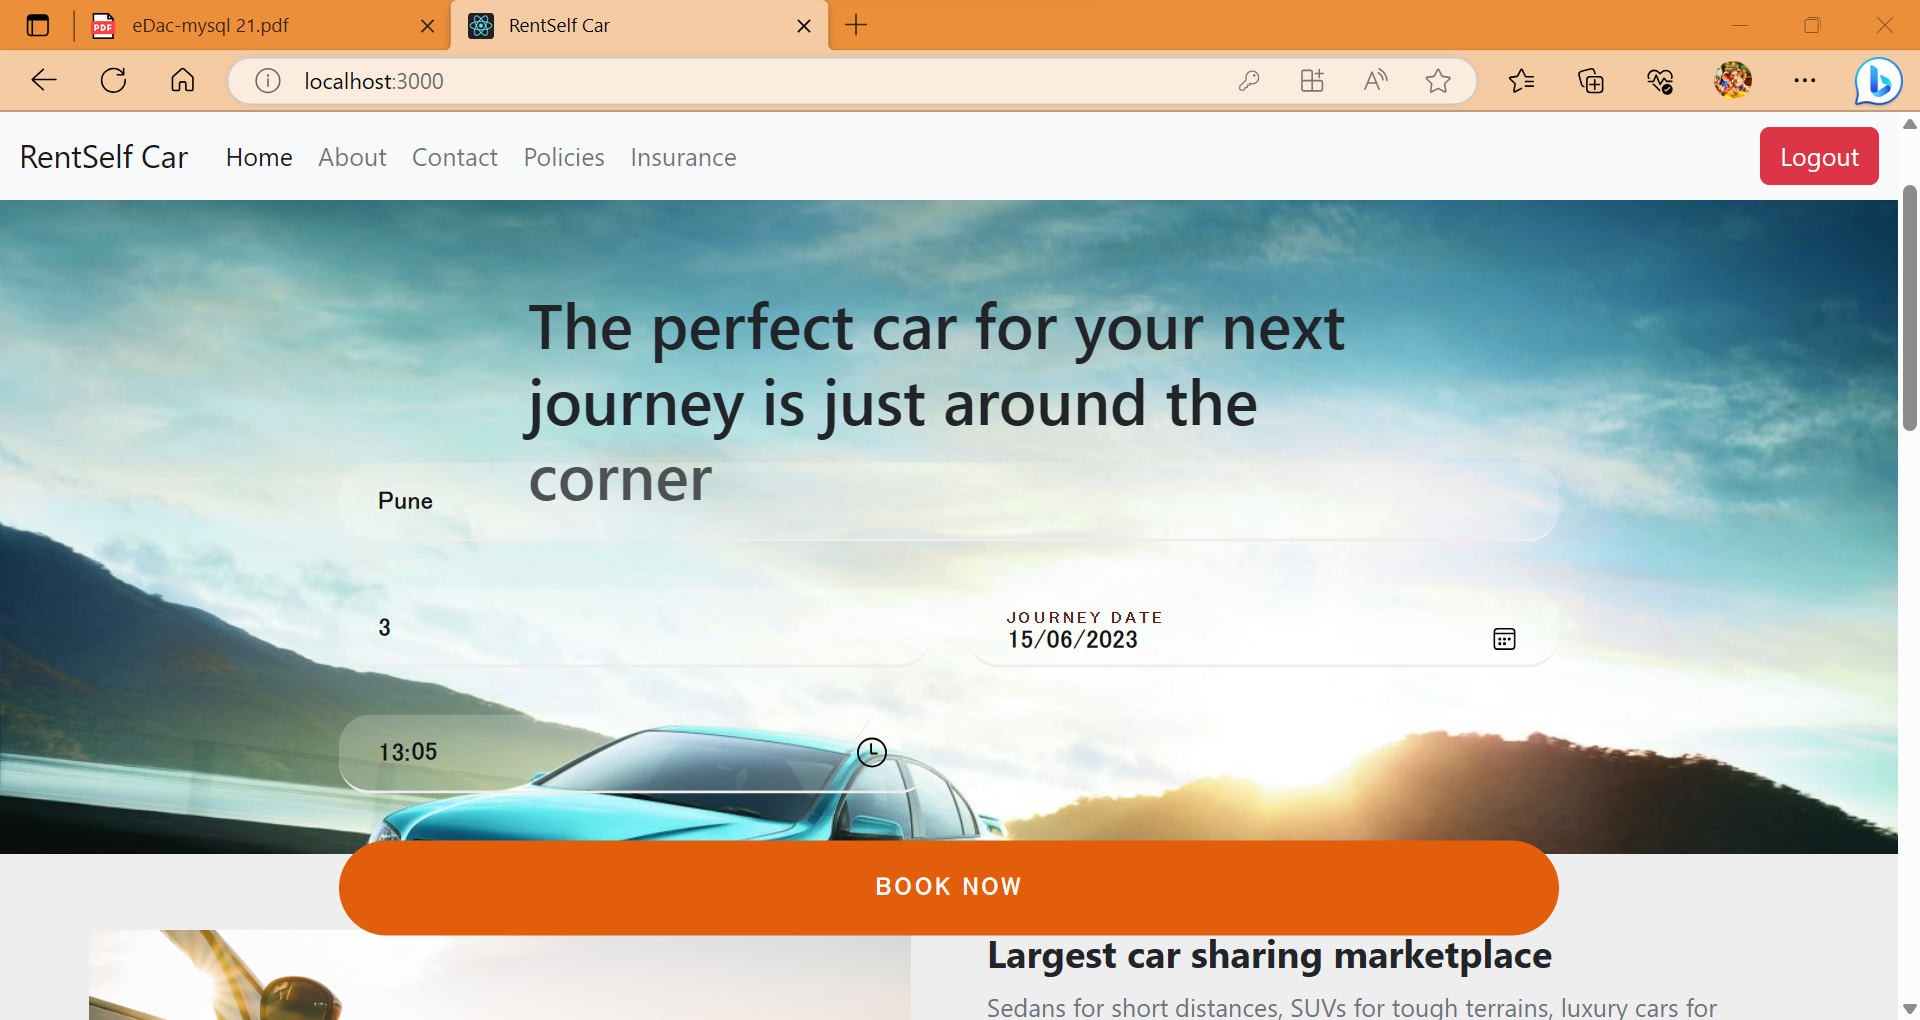 eDac-mysql 21.pdf
RentSelf Car
localhost:3000
RentSelf Car Home About Contact Policies Insurance Logout
The perfect car for your next
journey is just around the
corner
Pune
3
JOURNEY DATE
15/06/2023
13:05
BOOK NOW
Largest car sharing marketplace
Sedans for short distances, SUVs for tough terrains, luxury cars for